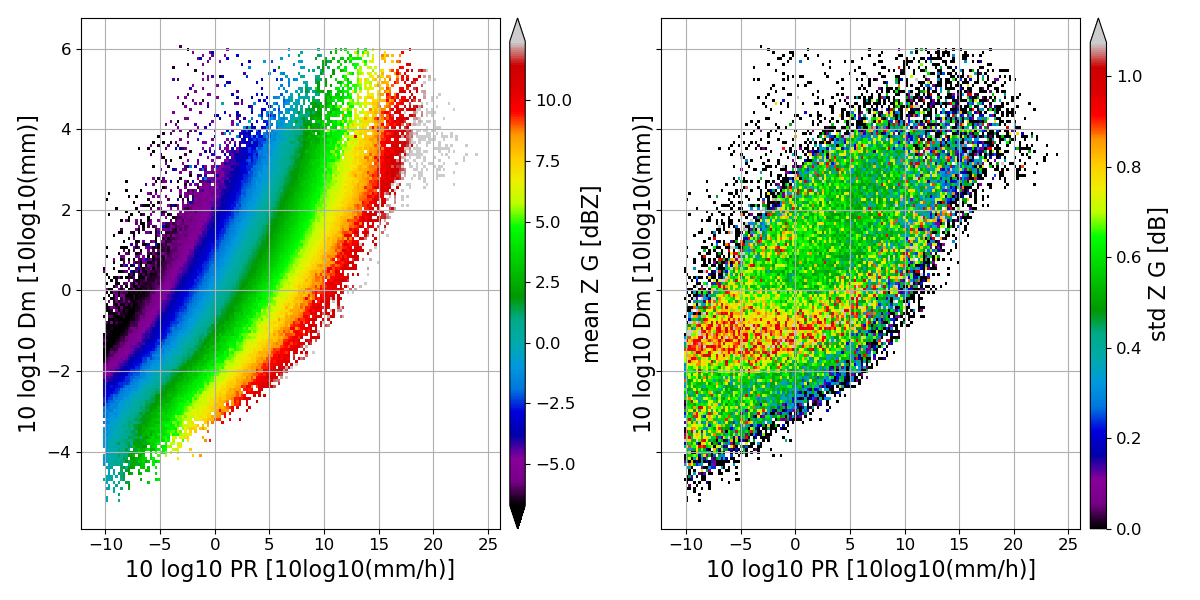 6
4
2
0
−2
−4
10 log10 Dm [10log10(mm)]
−10 −5 0 5 10 15 20 25
10 log10 PR [10log10(mm/h)]
10.0
7.5
5.0
2.5
0.0
−2.5
−5.0
mean Z G [dBZ]
10 log10 Dm [10log10(mm)]
−10 −5 0 5 10 15 20 25
10 log10 PR [10log10(mm/h)]
1.0
0.8
0.6
0.4
0.2
0.0
std Z G [dB]